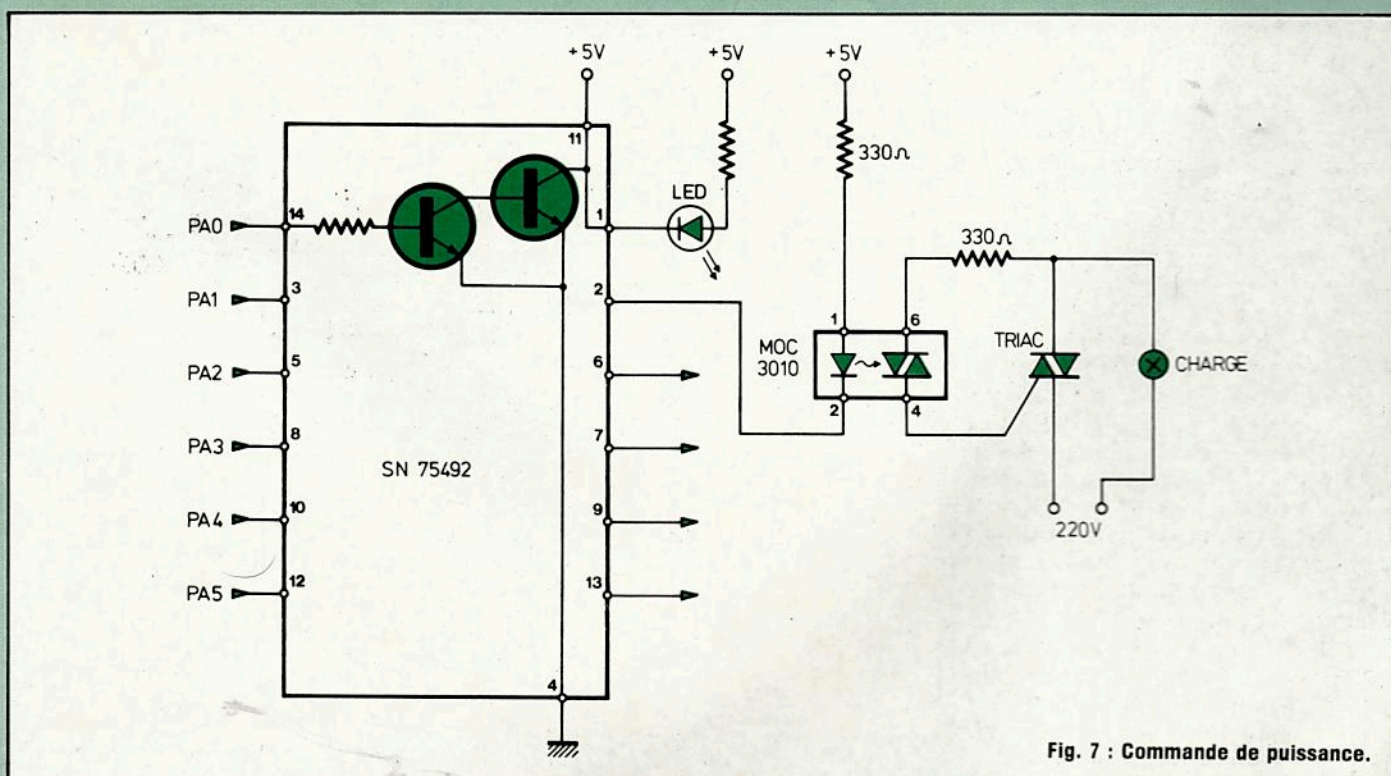 +5V
+5V
+5V
11
330Ω
LED
14
1
PA0
330Ω
2
PA1
3
1
6
TRIAC
MOC
3010
CHARGE
5
6
PA2
2
4
8
7
PA3
SN 75492
10
9
PA4
220V
12
13
PA5
4
Fig. 7 : Commande de puissance.